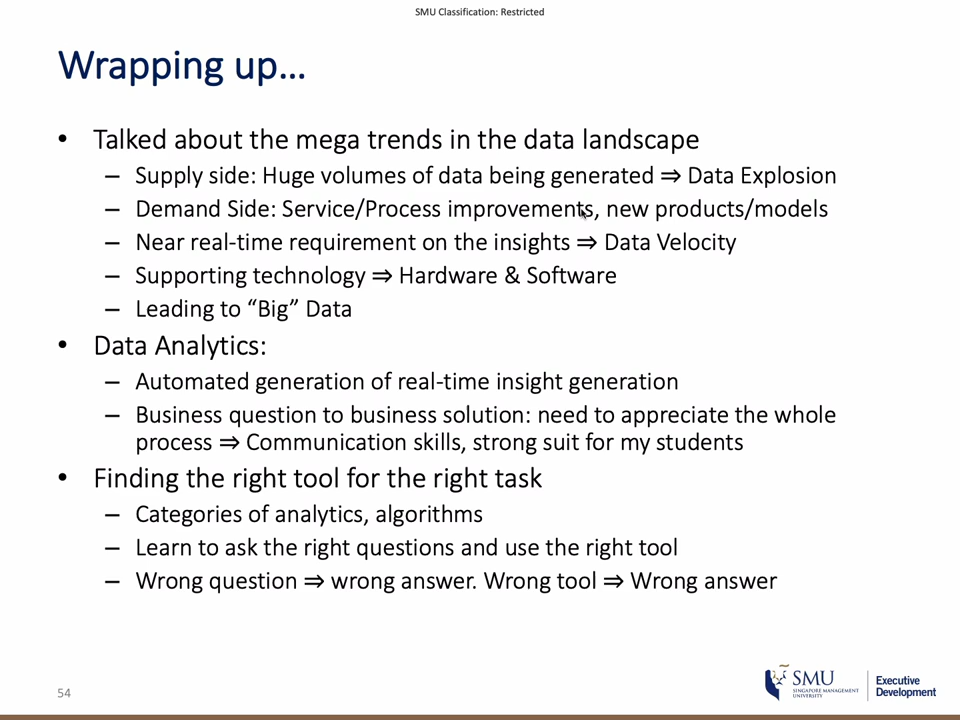 SMU Classification: Restricted
Wrapping up…
• Talked about the mega trends in the data landscape
– Supply side: Huge volumes of data being generated ⇒ Data Explosion
– Demand Side: Service/Process improvements, new products/models
– Near real-time requirement on the insights ⇒ Data Velocity
– Supporting technology ⇒ Hardware & Software
– Leading to “Big” Data
• Data Analytics:
– Automated generation of real-time insight generation
– Business question to business solution: need to appreciate the whole
process ⇒ Communication skills, strong suit for my students
• Finding the right tool for the right task
– Categories of analytics, algorithms
– Learn to ask the right questions and use the right tool
– Wrong question ⇒ wrong answer. Wrong tool ⇒ Wrong answer
54
SMU
SINGAPORE MANAGEMENT
UNIVERSITY
Executive
Development